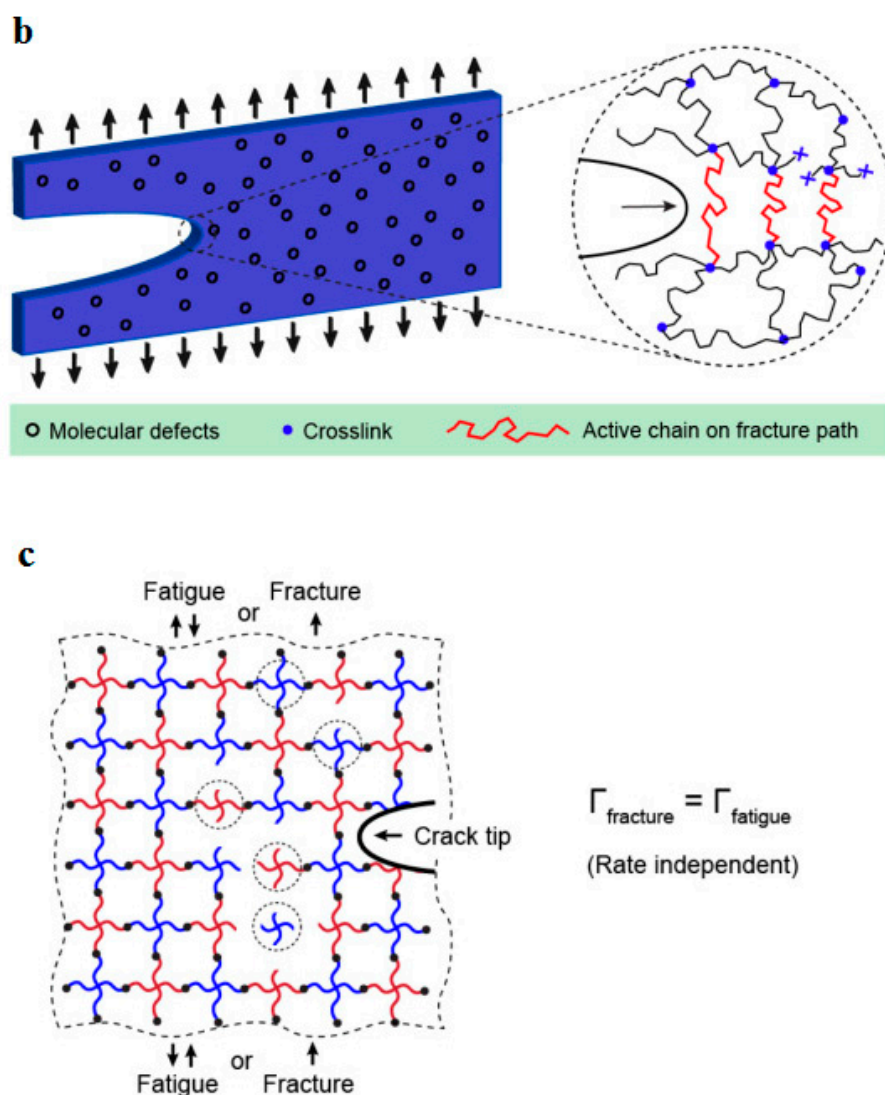 b
Molecular defects Crosslink Active chain on fracture path
c
Fatigue or Fracture
Crack tip
Γfracture = Γfatigue
(Rate independent)
or
Fatigue Fracture